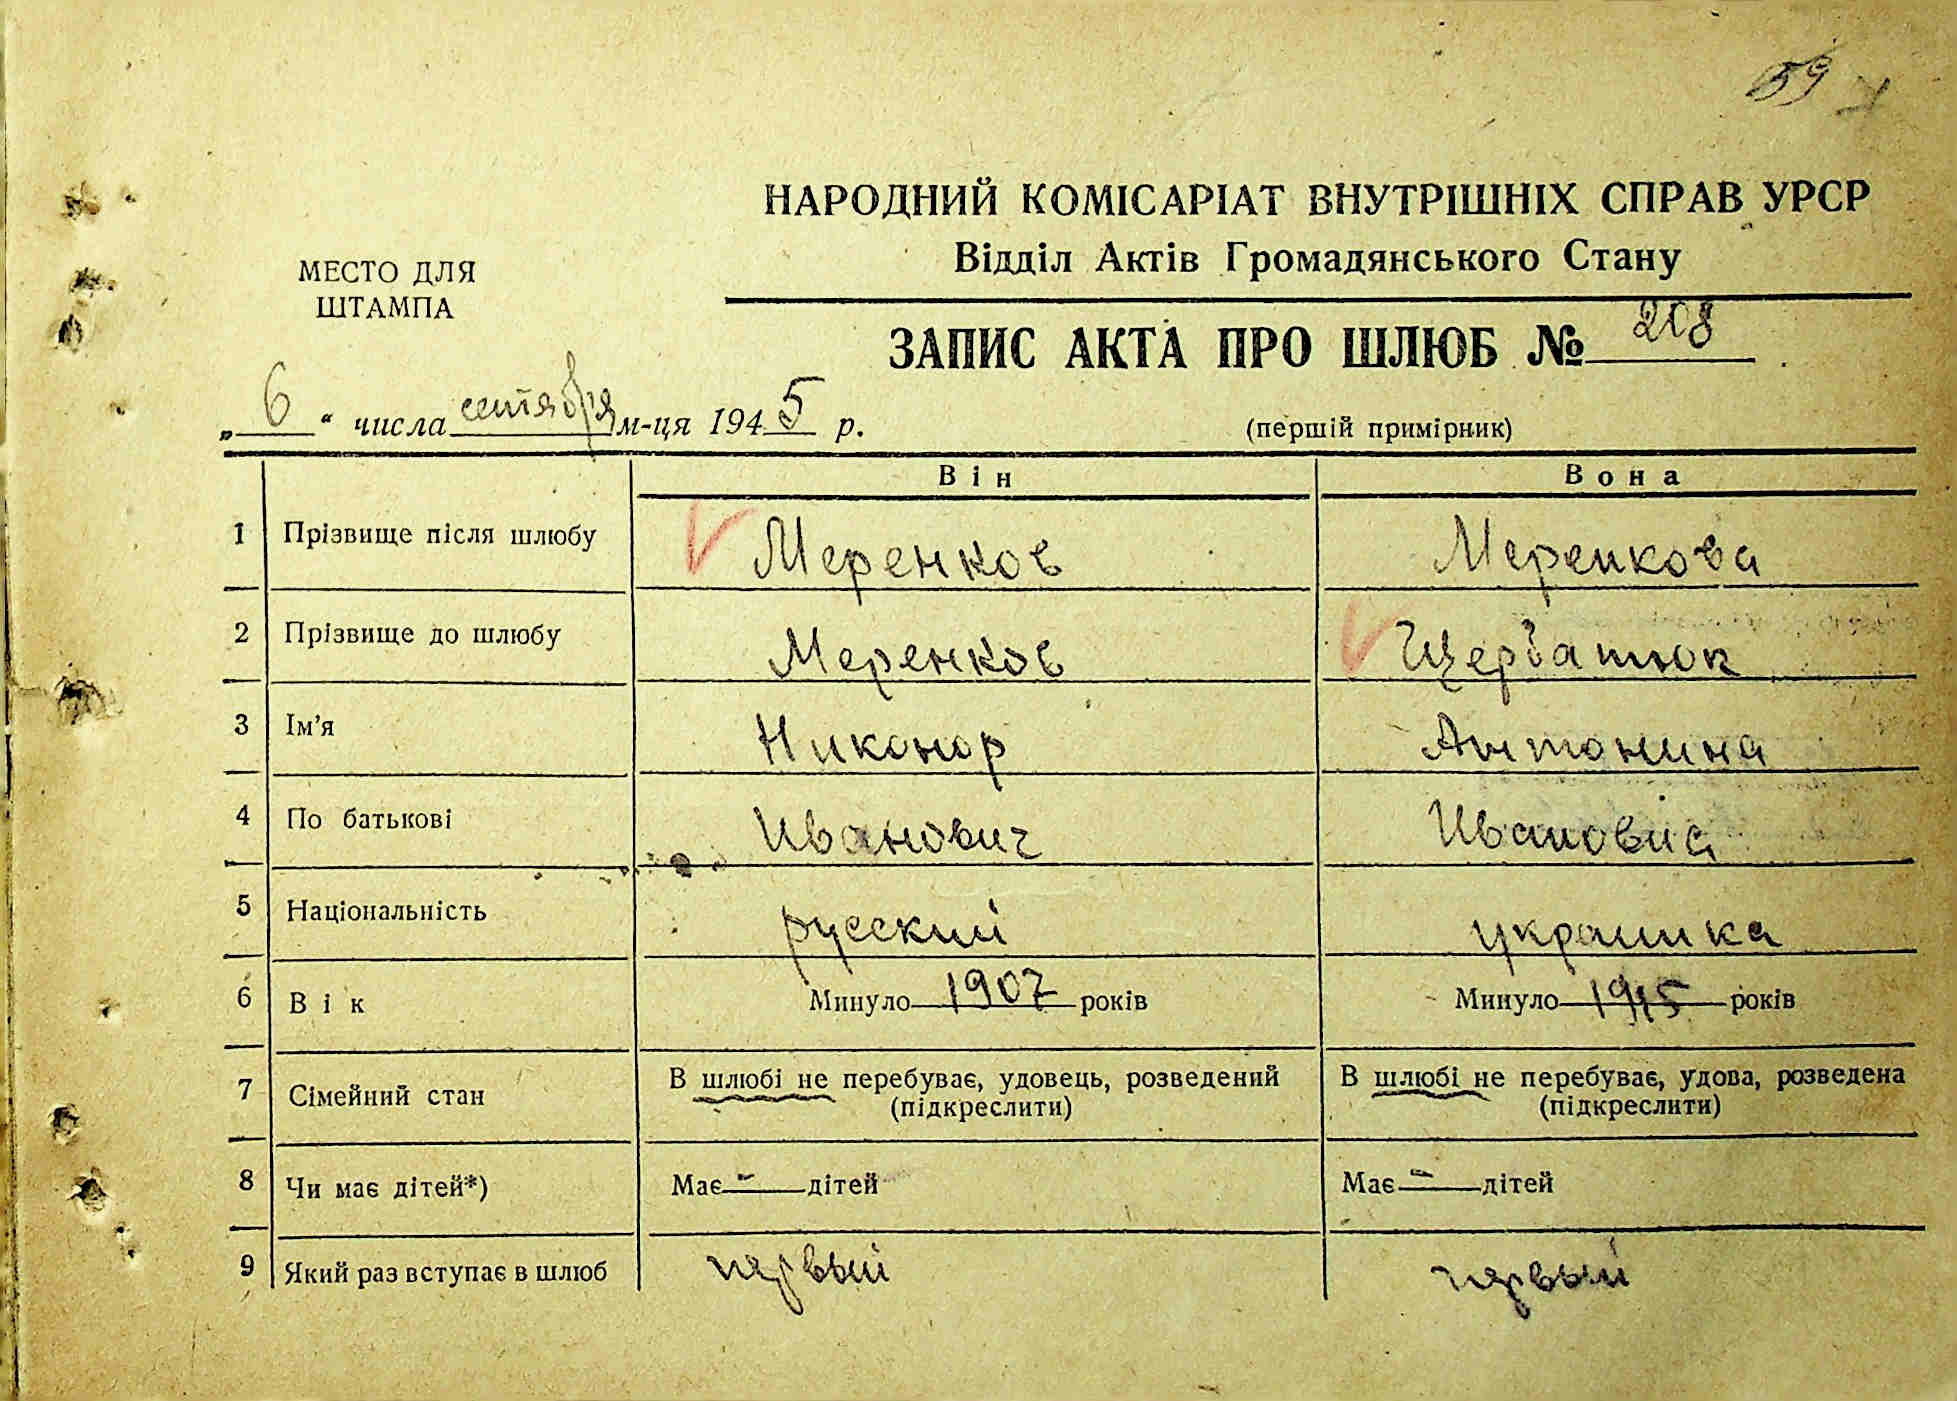 59
НАРОДНИЙ КОМІСАРІАТ ВНУТРІШНІХ СПРАВ УРСР
Відділ Актів Громадянського Стану
МЕСТО ДЛЯ
ШТАМПА
ЗАПИС АКТА ПРО ШЛЮБ № 208
„ 6 “ числа сентября м-ця 1945 р.
(першій примірник)
Він Вона
1 Прізвище після шлюбу Меренков Меренкова
2 Прізвище до шлюбу Меренков Щербатюк
3 Ім’я Никонор Антонина
4 По батькові Иванович Ивановна
5 Національність русский украинка
6 Вік Минуло 1907 років Минуло 1915 років
7 Сімейний стан В шлюбі не перебуває, удовець, розведений (підкреслити) В шлюбі не перебуває, удова, розведена (підкреслити)
8 Чи має дітей*) Має - дітей Має - дітей
9 Який раз вступає в шлюб первый первый